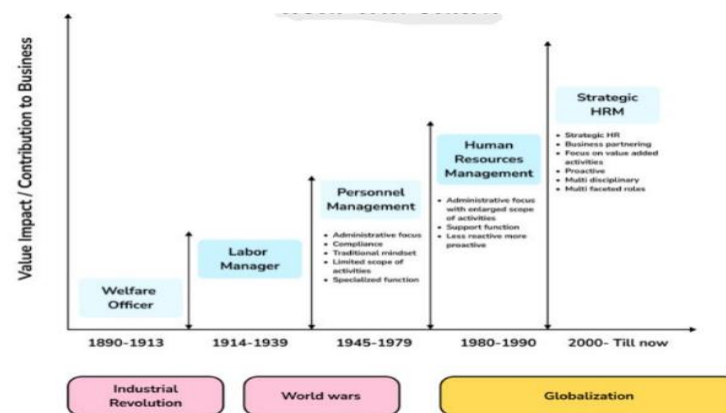 Value Impact / Contribution to Business
Strategic
HRM
• Strategic HR
• Business partnering
• Focus on value added
activities
• Proactive
• Multi disciplinary
• Multi faceted roles
Human
Resources
Management
• Administrative focus
with enlarged scope
of activities
• Support function
• Less reactive more
proactive
Personnel
Management
• Administrative focus
• Compliance
• Traditional mindset
• Limited scope of
activities
• Specialized function
Labor
Manager
Welfare
Officer
1890-1913
1914-1939
1945-1979
1980-1990
2000- Till now
Industrial
Revolution
World wars
Globalization